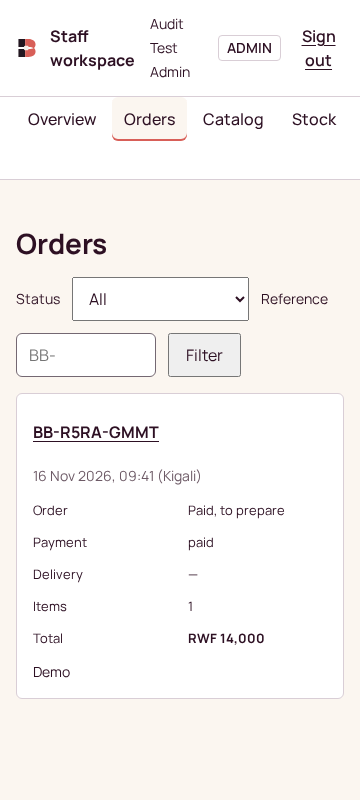 Staff workspace
Audit Test Admin
ADMIN
Sign out
Overview Orders Catalog Stock
Orders
Status All Reference
BB- Filter
BB-R5RA-GMMT
16 Nov 2026, 09:41 (Kigali)
Order Paid, to prepare
Payment paid
Delivery —
Items 1
Total RWF 14,000
Demo